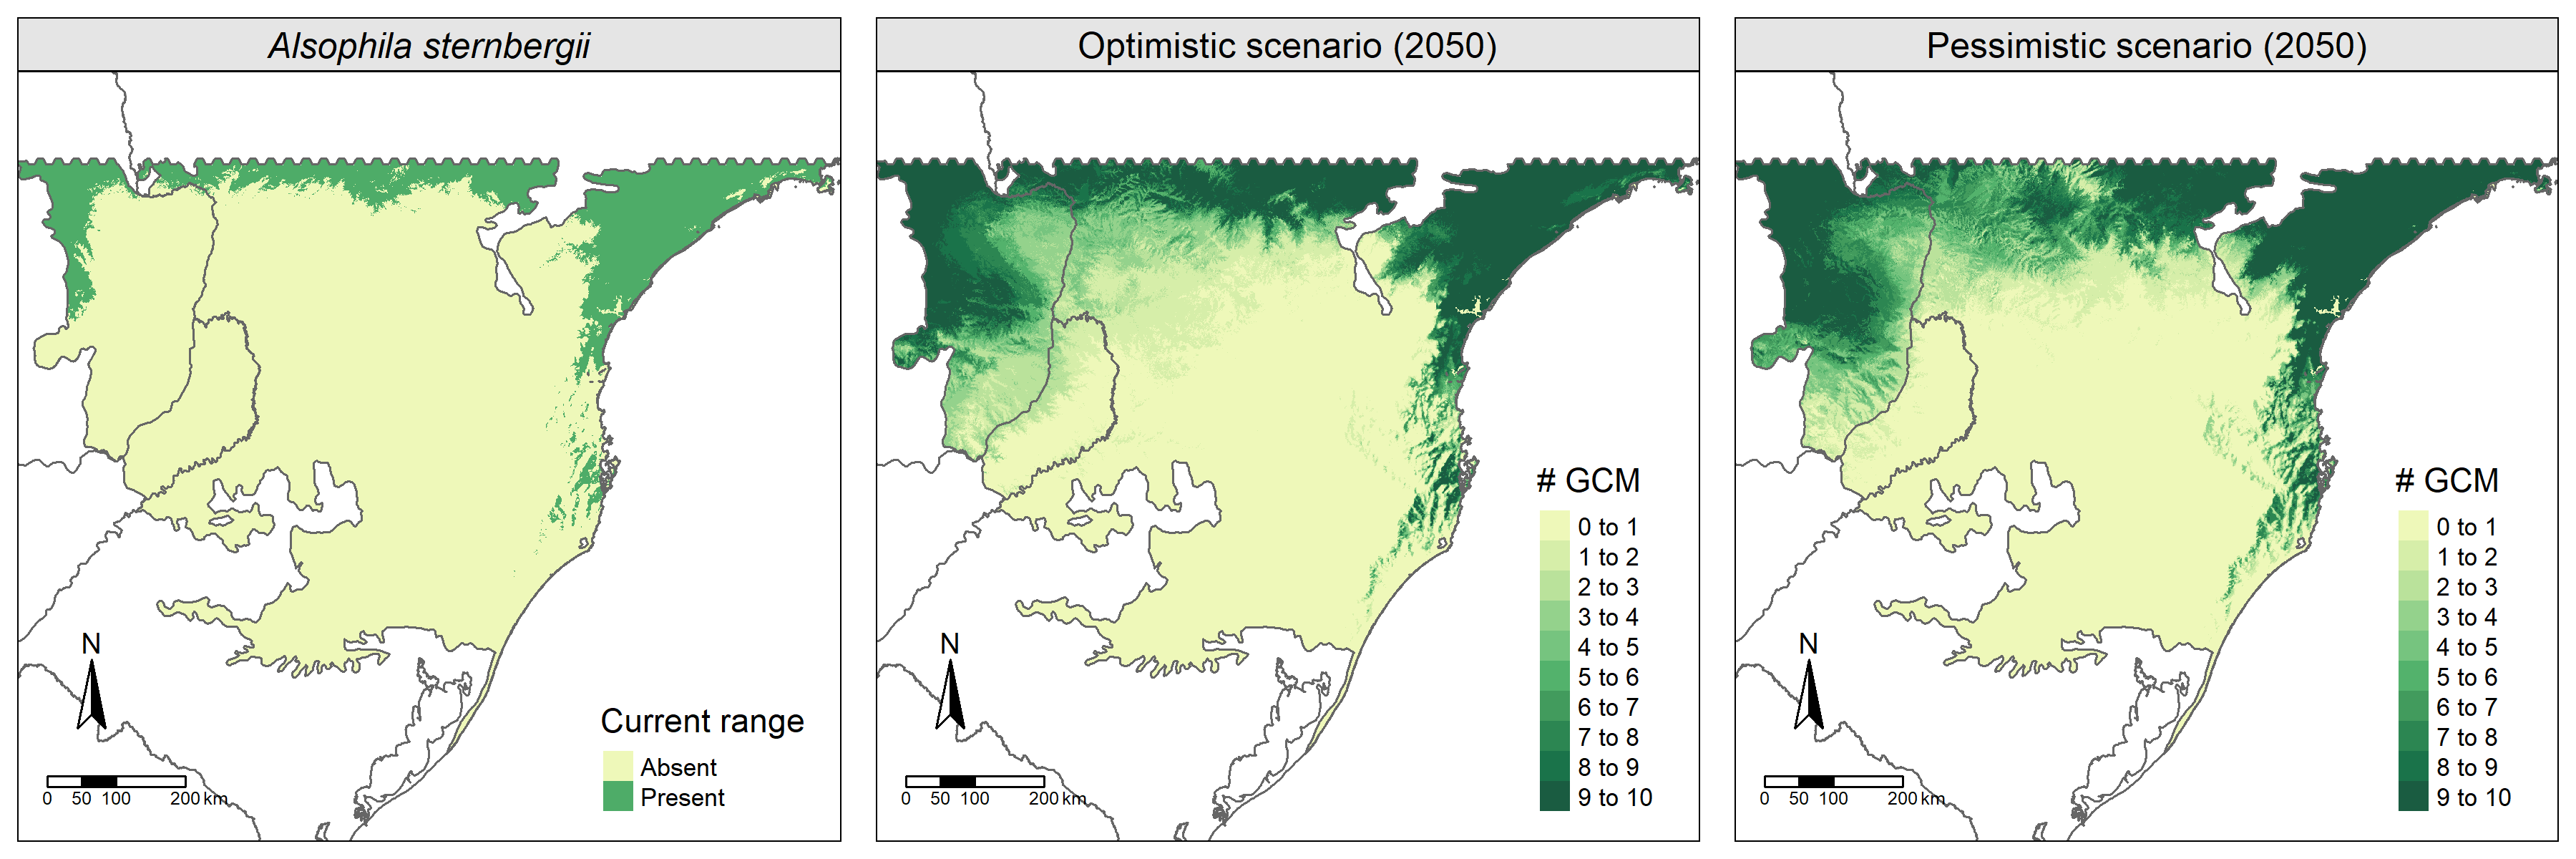 Alsophila sternbergii
N
0 50 100 200 km
Current range
Absent
Present
Optimistic scenario (2050)
N
0 50 100 200 km
# GCM
0 to 1
1 to 2
2 to 3
3 to 4
4 to 5
5 to 6
6 to 7
7 to 8
8 to 9
9 to 10
Pessimistic scenario (2050)
N
0 50 100 200 km
# GCM
0 to 1
1 to 2
2 to 3
3 to 4
4 to 5
5 to 6
6 to 7
7 to 8
8 to 9
9 to 10